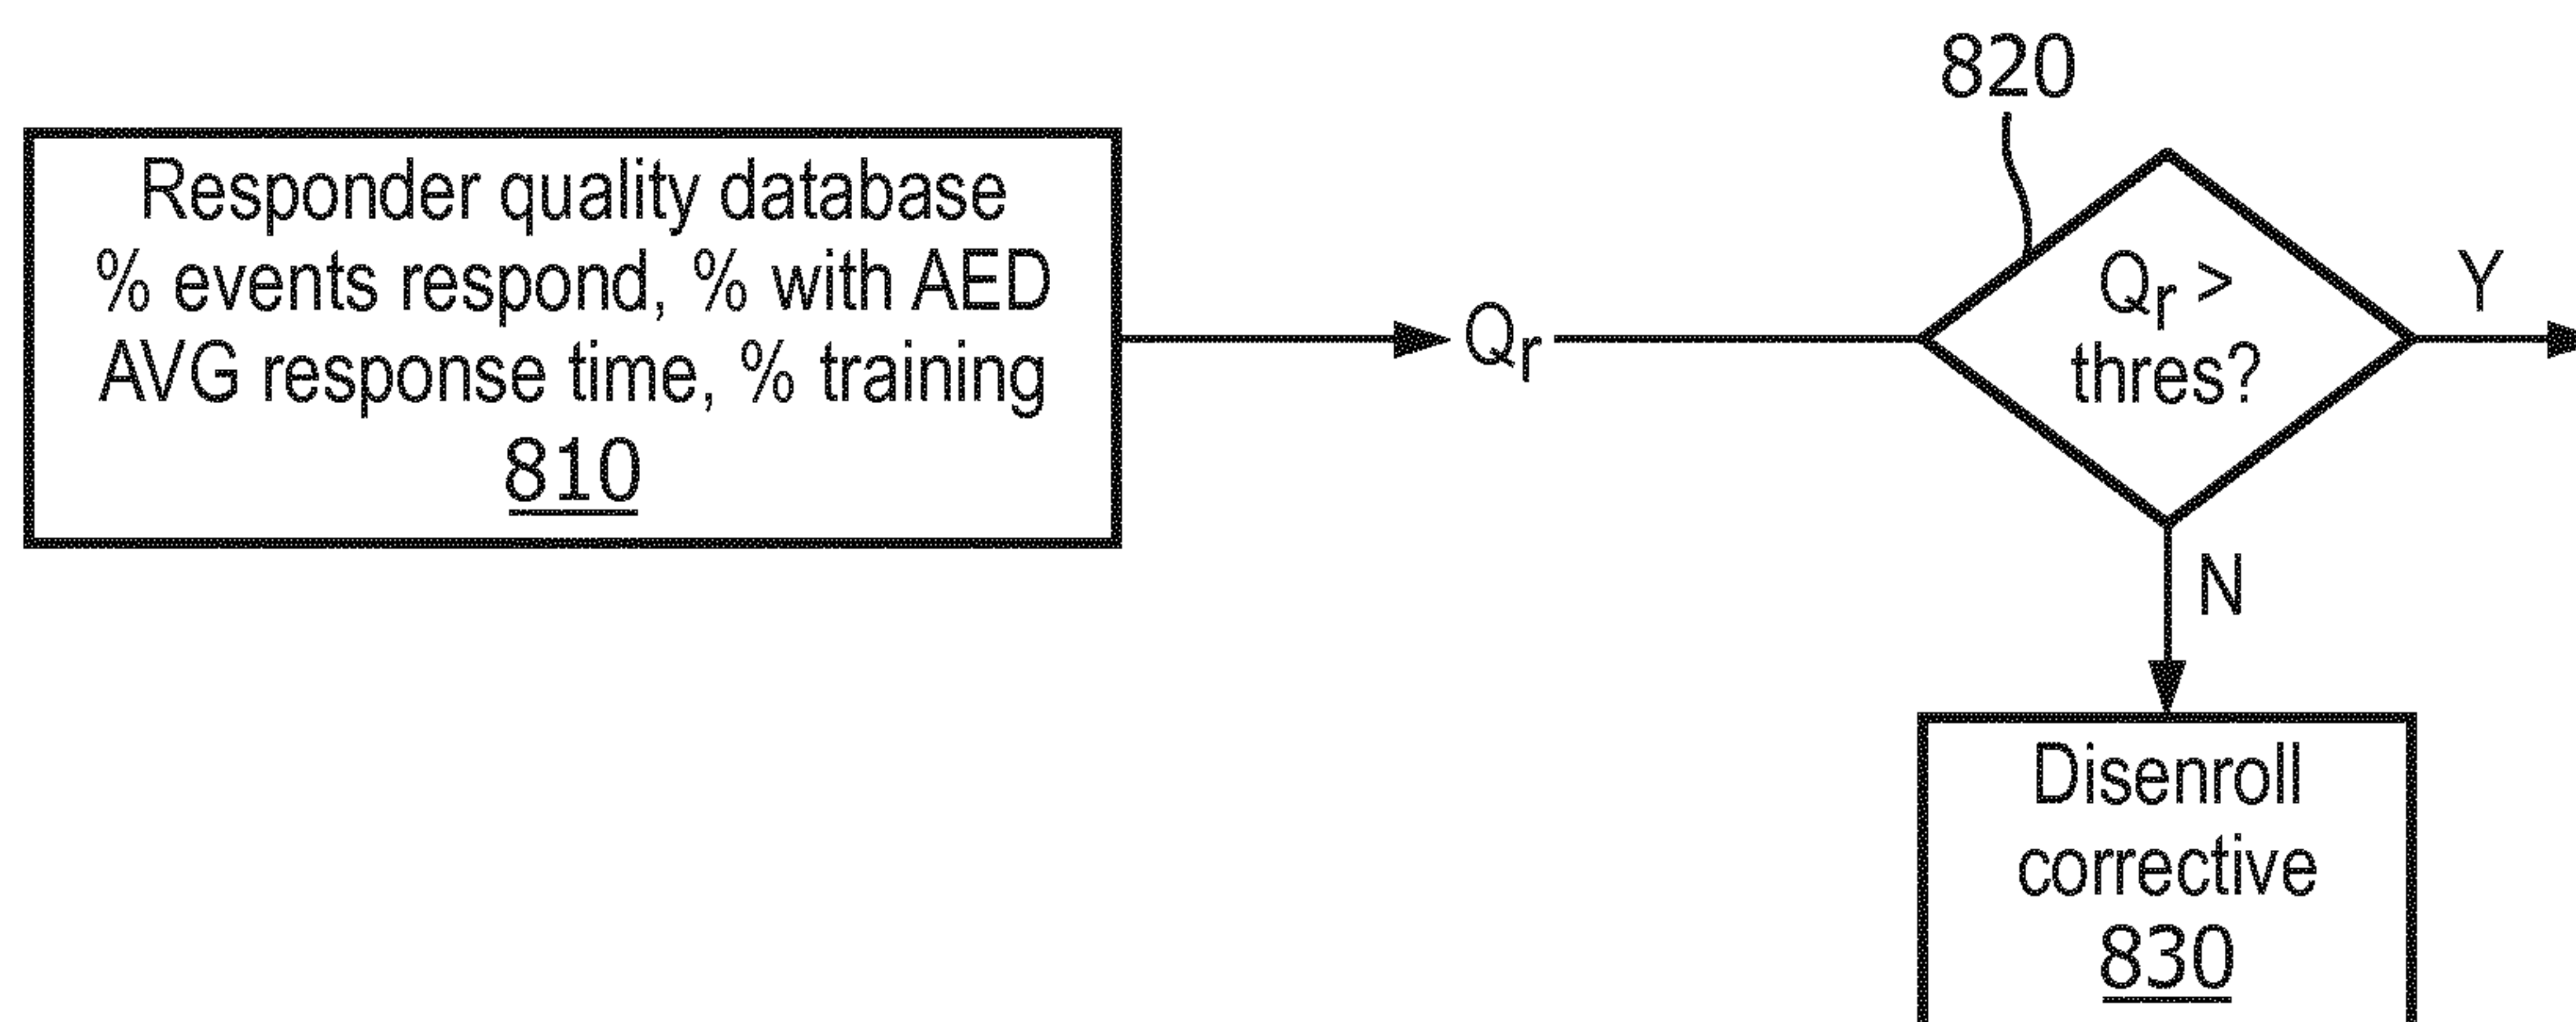 820
Responder quality database
% events respond, % with AED
AVG response time, % training
810
Qr
Qr >
thres?
Y
N
Disenroll
corrective
830